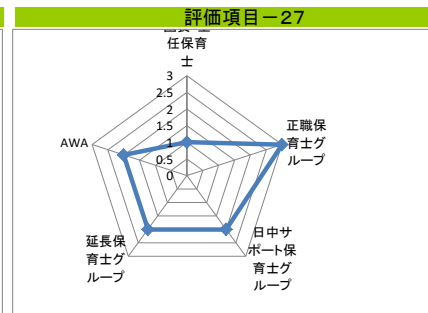 評価項目－27
任保育
士
3
2.5
2
1.5
1
0.5
0
正職保
育士グ
ループ
日中サ
ポート保
育士グ
ループ
延長保
育士グ
ループ
AWA